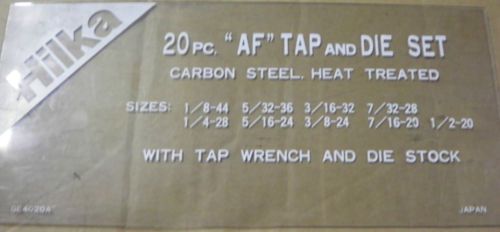 Hilka
20 PC. "AF" TAP AND DIE SET
CARBON STEEL. HEAT TREATED
SIZES: 1/8-44 5/32-36 3/16-32 7/32-28
1/4-28 5/16-24 3/8-24 7/16-20 1/2-20
WITH TAP WRENCH AND DIE STOCK
JAPAN